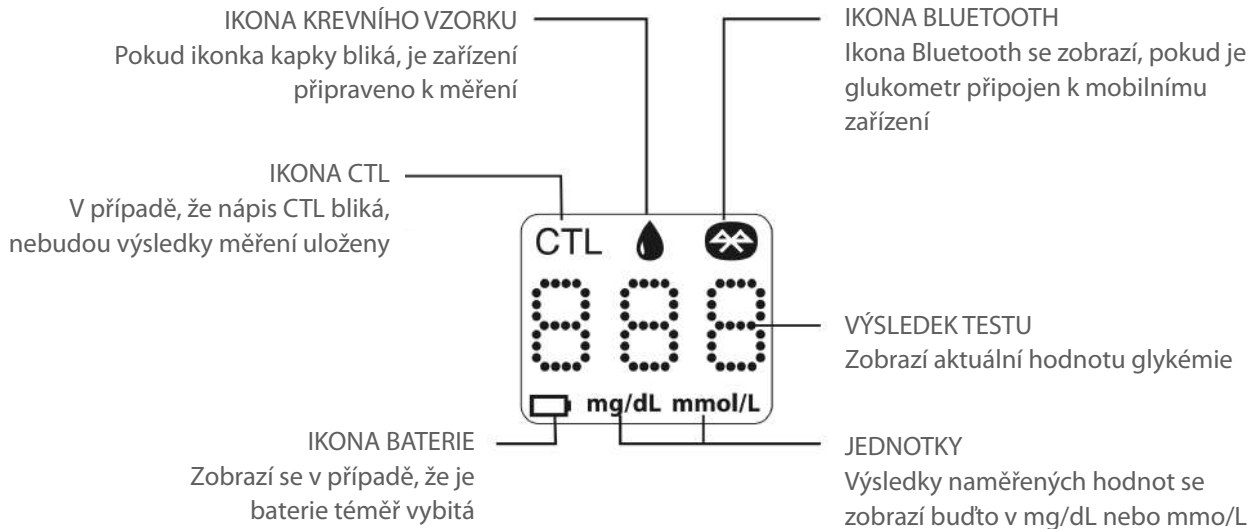 IKONA KREVNÍHO VZORKU
Pokud ikonka kapky bliká, je zařízení
připraveno k měření
IKONA BLUETOOTH
Ikona Bluetooth se zobrazí, pokud je
glukometr připojen k mobilnímu
zařízení
IKONA CTL
V případě, že nápis CTL bliká,
nebudou výsledky měření uloženy
CTL
888
mg/dL mmol/L
VÝSLEDEK TESTU
Zobrazí aktuální hodnotu glykémie
IKONA BATERIE
Zobrazí se v případě, že je
baterie téměř vybitá
JEDNOTKY
Výsledky naměřených hodnot se
zobrazí buďto v mg/dL nebo mmo/L